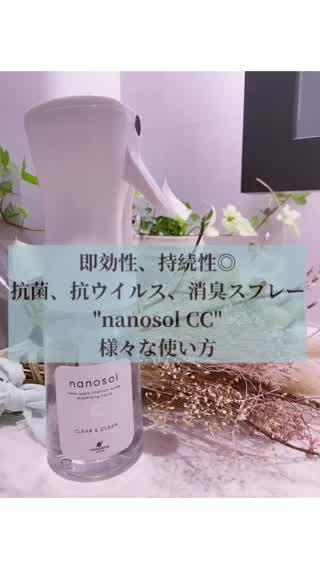 即効性、持続性◎
抗菌、抗ウイルス、消臭スプレー
"nanosol CC"
様々な使い方
nanosol
CLEAR & CLEAN